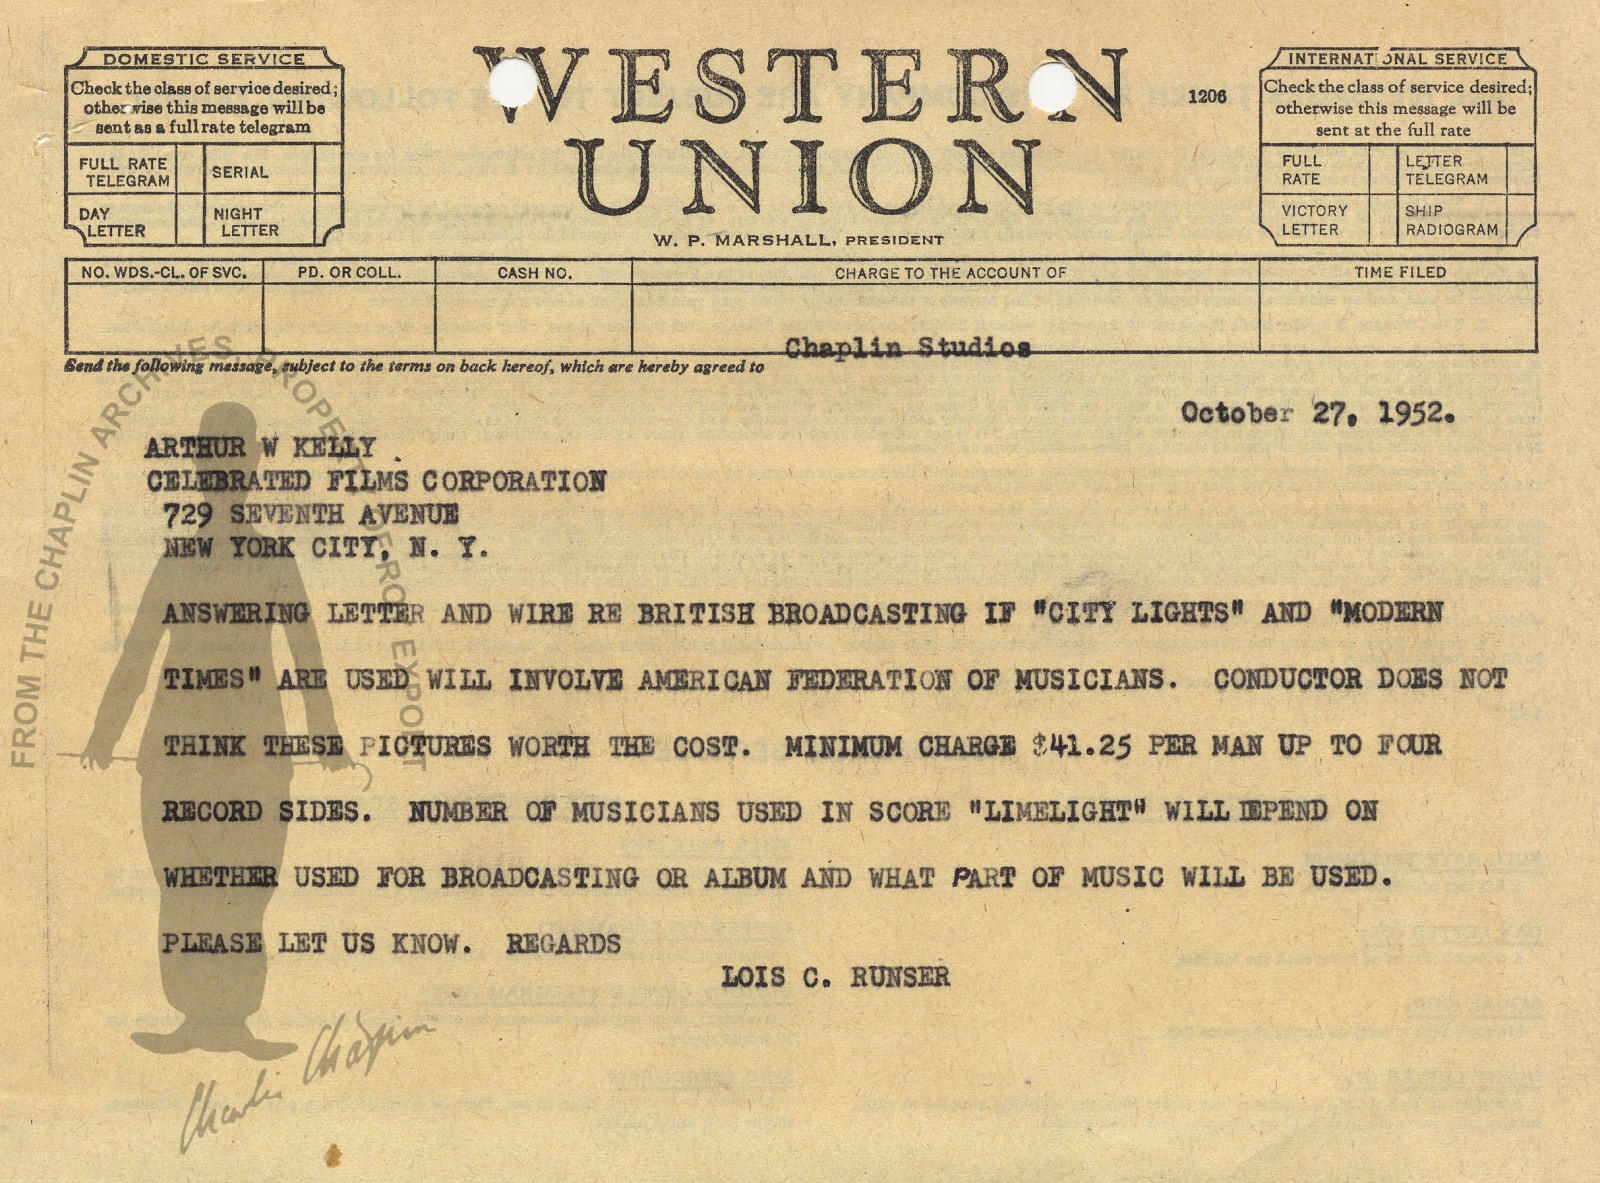 DOMESTIC SERVICE
Check the class of service desired;
otherwise this message will be
sent as a full rate telegram
FULL RATE TELEGRAM
SERIAL
DAY LETTER
NIGHT LETTER
WESTERN
UNION
W. P. MARSHALL, PRESIDENT
1206
INTERNATIONAL SERVICE
Check the class of service desired;
otherwise this message will be
sent at the full rate
FULL RATE
LETTER TELEGRAM
VICTORY LETTER
SHIP RADIOGRAM
NO. WDS.-CL. OF SVC.
PD. OR COLL.
CASH NO.
CHARGE TO THE ACCOUNT OF
TIME FILED
Chaplin Studios
Send the following message, subject to the terms on back hereof, which are hereby agreed to
October 27, 1952.
ARTHUR W KELLY
CELEBRATED FILMS CORPORATION
729 SEVENTH AVENUE
NEW YORK CITY, N. Y.
ANSWERING LETTER AND WIRE RE BRITISH BROADCASTING IF "CITY LIGHTS" AND "MODERN
TIMES" ARE USED WILL INVOLVE AMERICAN FEDERATION OF MUSICIANS. CONDUCTOR DOES NOT
THINK THESE PICTURES WORTH THE COST. MINIMUM CHARGE $41.25 PER MAN UP TO FOUR
RECORD SIDES. NUMBER OF MUSICIANS USED IN SCORE "LIMELIGHT" WILL DEPEND ON
WHETHER USED FOR BROADCASTING OR ALBUM AND WHAT PART OF MUSIC WILL BE USED.
PLEASE LET US KNOW. REGARDS
LOIS C. RUNSER
FROM THE CHAPLIN ARCHIVES, PROPERTY OF ROY EXPORT
Charlie Chaplin